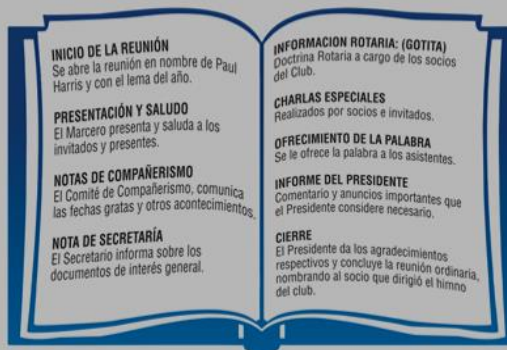 INICIO DE LA REUNIÓN
Se abre la reunión en nombre de Paul
Harris y con el lema del año.
PRESENTACIÓN Y SALUDO
El Marcero presenta y saluda a los
invitados y presentes.
NOTAS DE COMPAÑERISMO
El Comité de Compañerismo, comunica
las fechas gratas y otros acontecimientos.
NOTA DE SECRETARÍA
El Secretario informa sobre los
documentos de interés general.
INFORMACION ROTARIA: (GOTITA)
Doctrina Rotaria a cargo de los socios
del Club.
CHARLAS ESPECIALES
Realizados por socios e invitados.
OFRECIMIENTO DE LA PALABRA
Se le ofrece la palabra a los asistentes.
INFORME DEL PRESIDENTE
Comentario y anuncios importantes que
el Presidente considere necesario.
CIERRE
El Presidente da los agradecimientos
respectivos y concluye la reunión ordinaria,
nombrando al socio que dirigió el himno
del club.